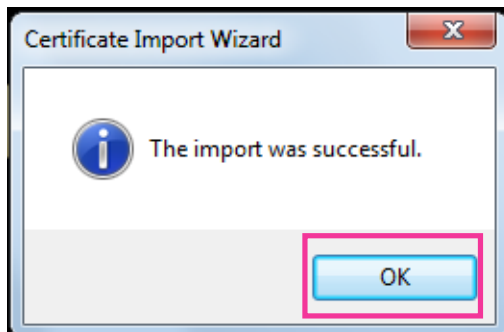 Certificate Import Wizard
The import was successful.
OK